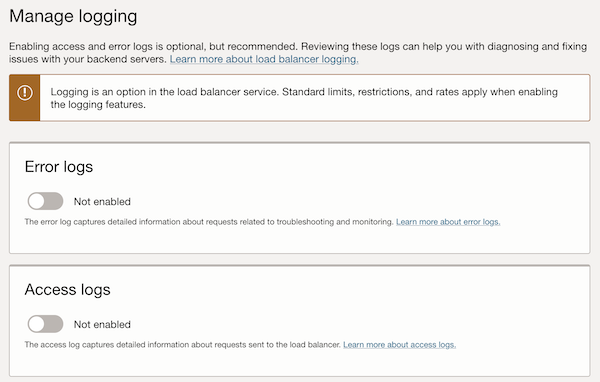 Manage logging
Enabling access and error logs is optional, but recommended. Reviewing these logs can help you with diagnosing and fixing
issues with your backend servers. Learn more about load balancer logging.
Logging is an option in the load balancer service. Standard limits, restrictions, and rates apply when enabling
the logging features.
Error logs
Not enabled
The error log captures detailed information about requests related to troubleshooting and monitoring. Learn more about error logs.
Access logs
Not enabled
The access log captures detailed information about requests sent to the load balancer. Learn more about access logs.